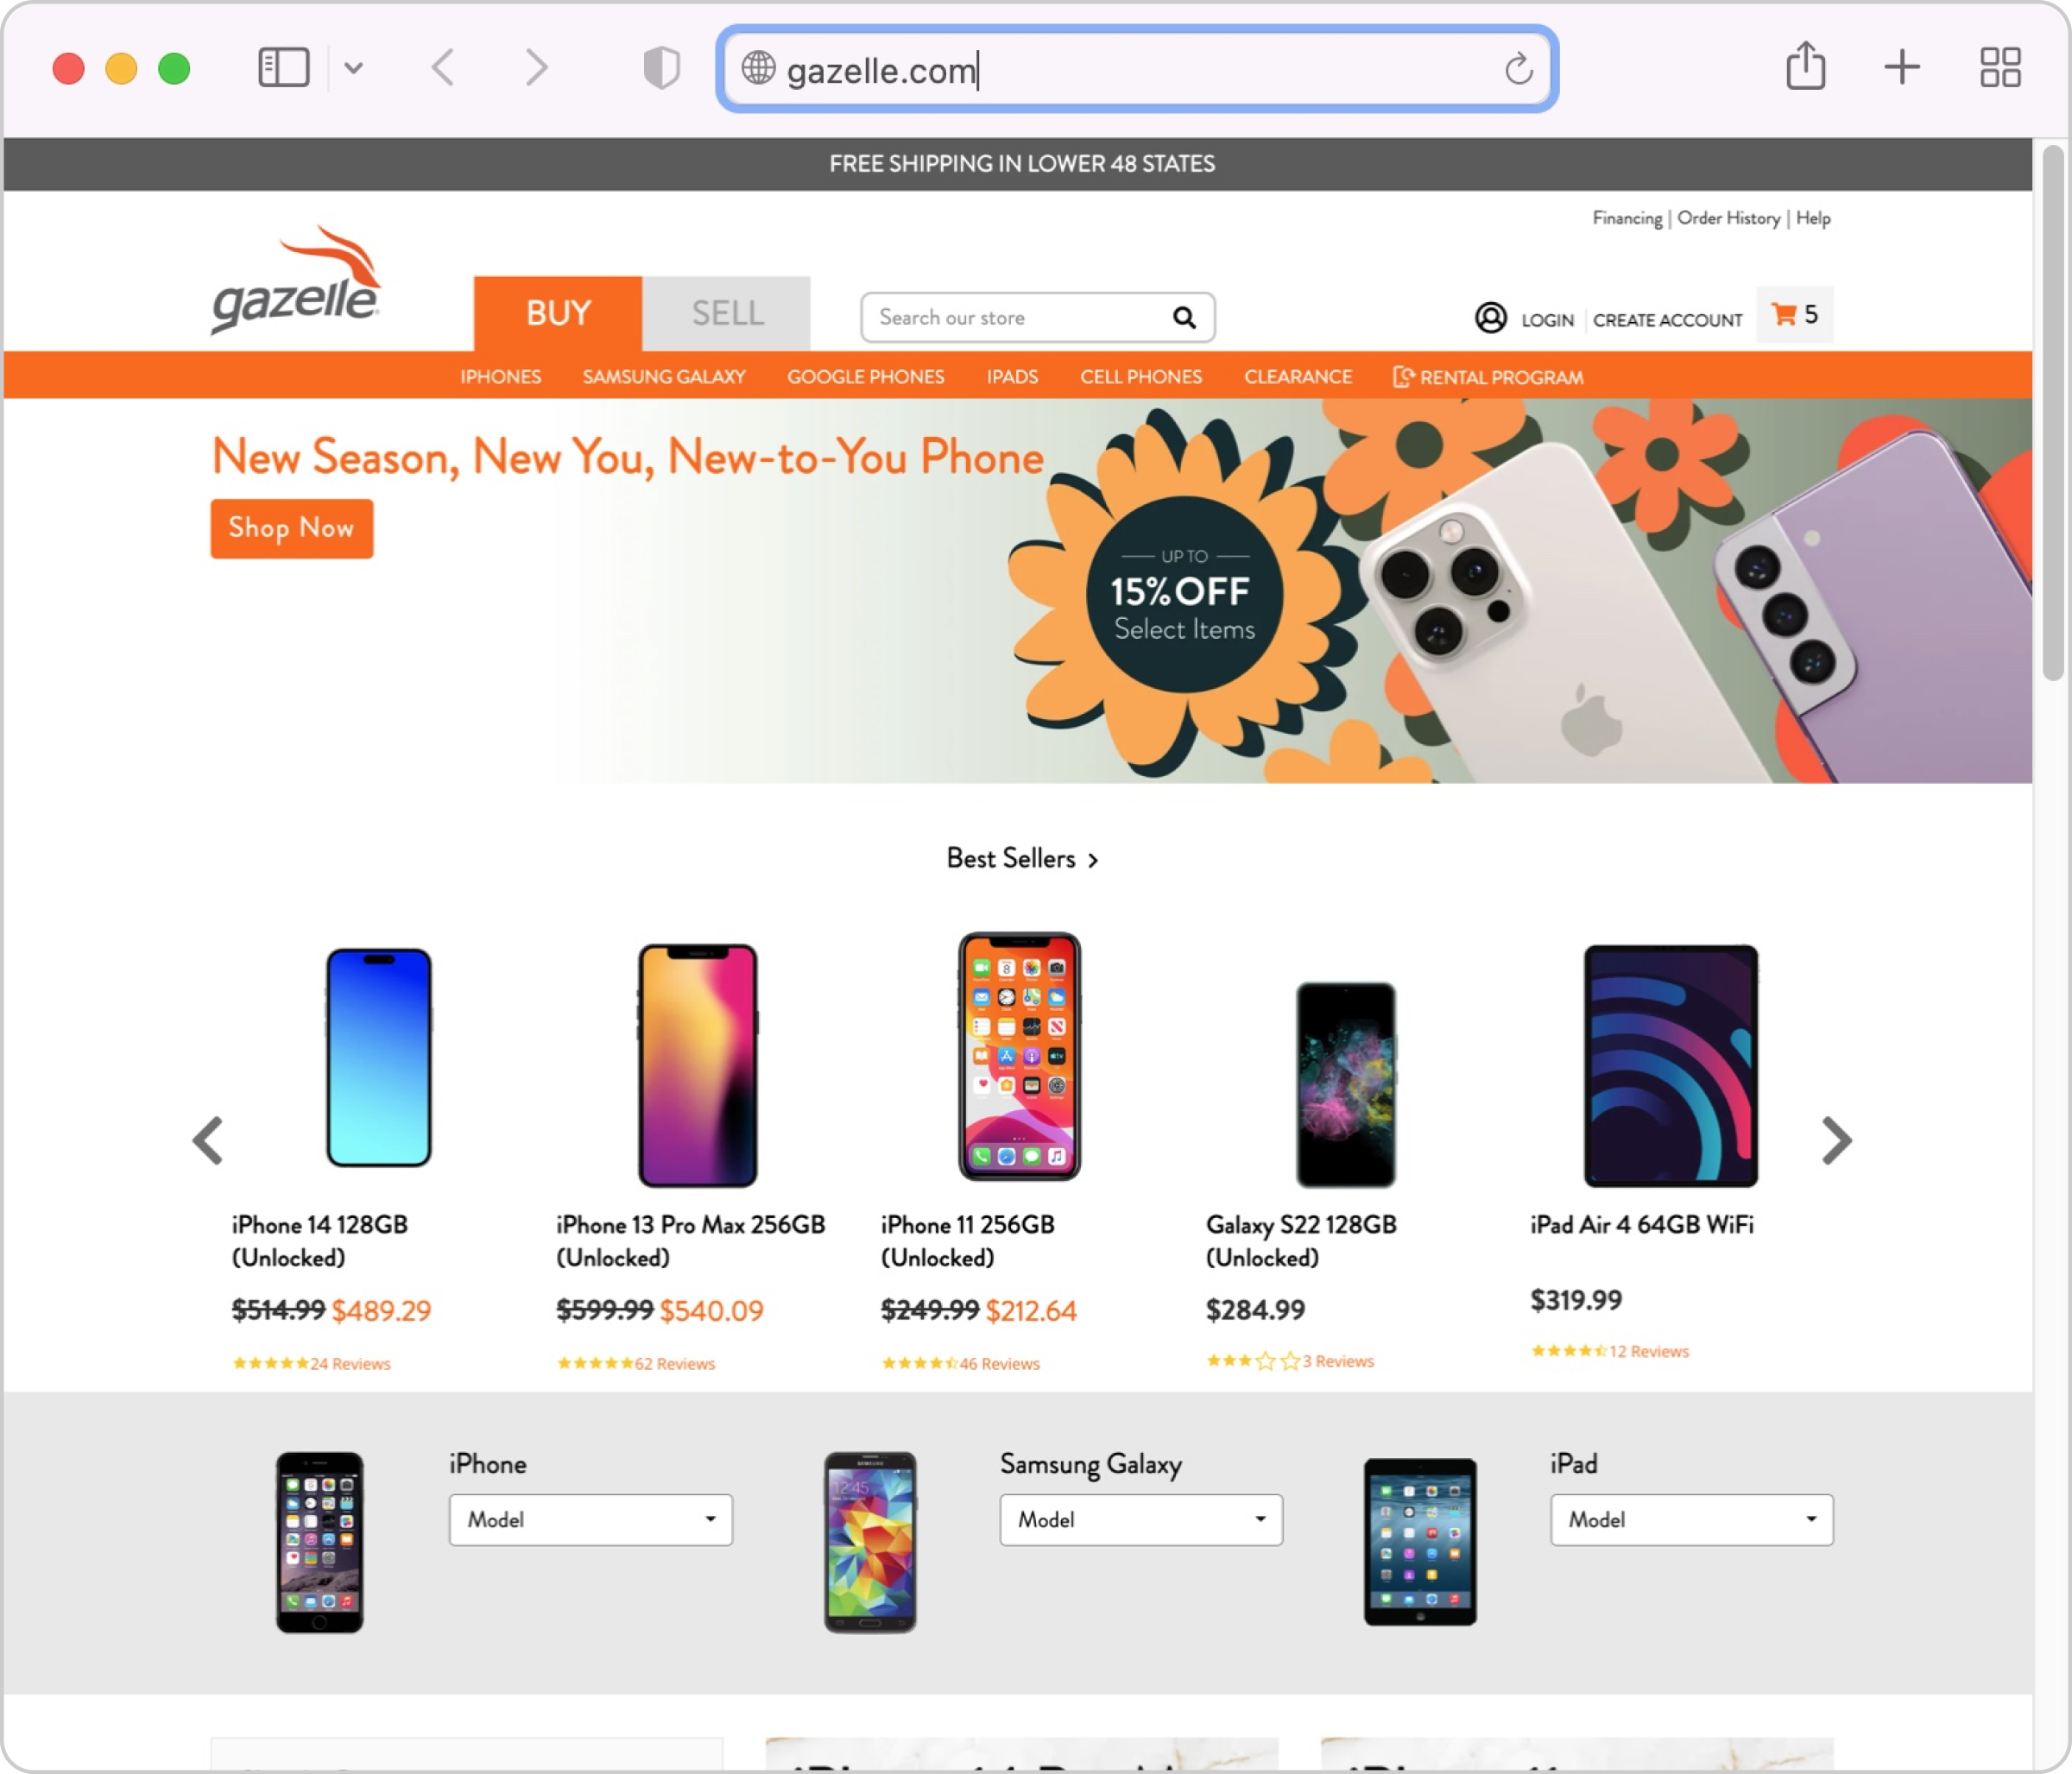 gazelle.com
FREE SHIPPING IN LOWER 48 STATES
Financing | Order History | Help
gazelle
BUY
SELL
Search our store
LOGIN
CREATE ACCOUNT
5
IPHONES
SAMSUNG GALAXY
GOOGLE PHONES
IPADS
CELL PHONES
CLEARANCE
RENTAL PROGRAM
New Season, New You, New-to-You Phone
Shop Now
UP TO
15% OFF
Select Items
Best Sellers >
iPhone 14 128GB
(Unlocked)
$514.99 $489.29
24 Reviews
iPhone 13 Pro Max 256GB
(Unlocked)
$599.99 $540.09
62 Reviews
iPhone 11 256GB
(Unlocked)
$249.99 $212.64
46 Reviews
Galaxy S22 128GB
(Unlocked)
$284.99
3 Reviews
iPad Air 4 64GB WiFi
$319.99
12 Reviews
iPhone
Model
SAMSUNG
12:45
Samsung Galaxy
Model
iPad
Model